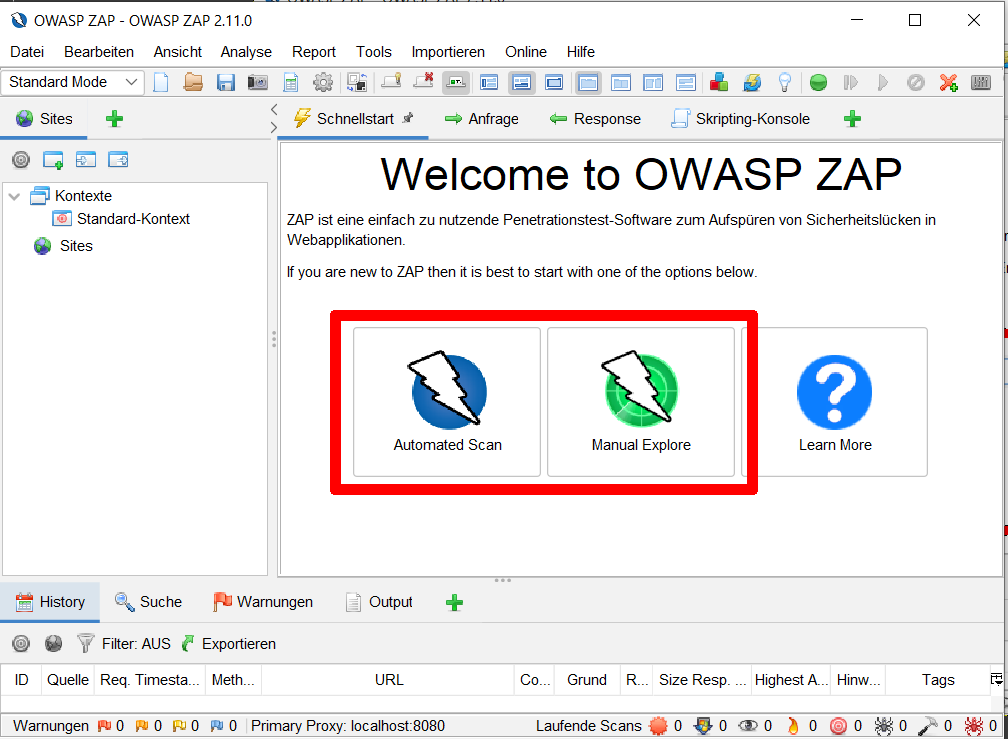 OWASP ZAP - OWASP ZAP 2.11.0
Datei Bearbeiten Ansicht Analyse Report Tools Importieren Online Hilfe
Standard Mode
Sites
Schnellstart Anfrage Response Skripting-Konsole
Kontexte
Standard-Kontext
Sites
Welcome to OWASP ZAP
ZAP ist eine einfach zu nutzende Penetrationstest-Software zum Aufspüren von Sicherheitslücken in
Webapplikationen.
If you are new to ZAP then it is best to start with one of the options below.
Automated Scan Manual Explore Learn More
History Suche Warnungen Output
Filter: AUS Exportieren
ID Quelle Req. Timesta... Meth... URL Co... Grund R... Size Resp. ... Highest A... Hinw... Tags
Warnungen 0 0 0 0 Primary Proxy: localhost:8080 Laufende Scans 0 0 0 0 0 0 0 0